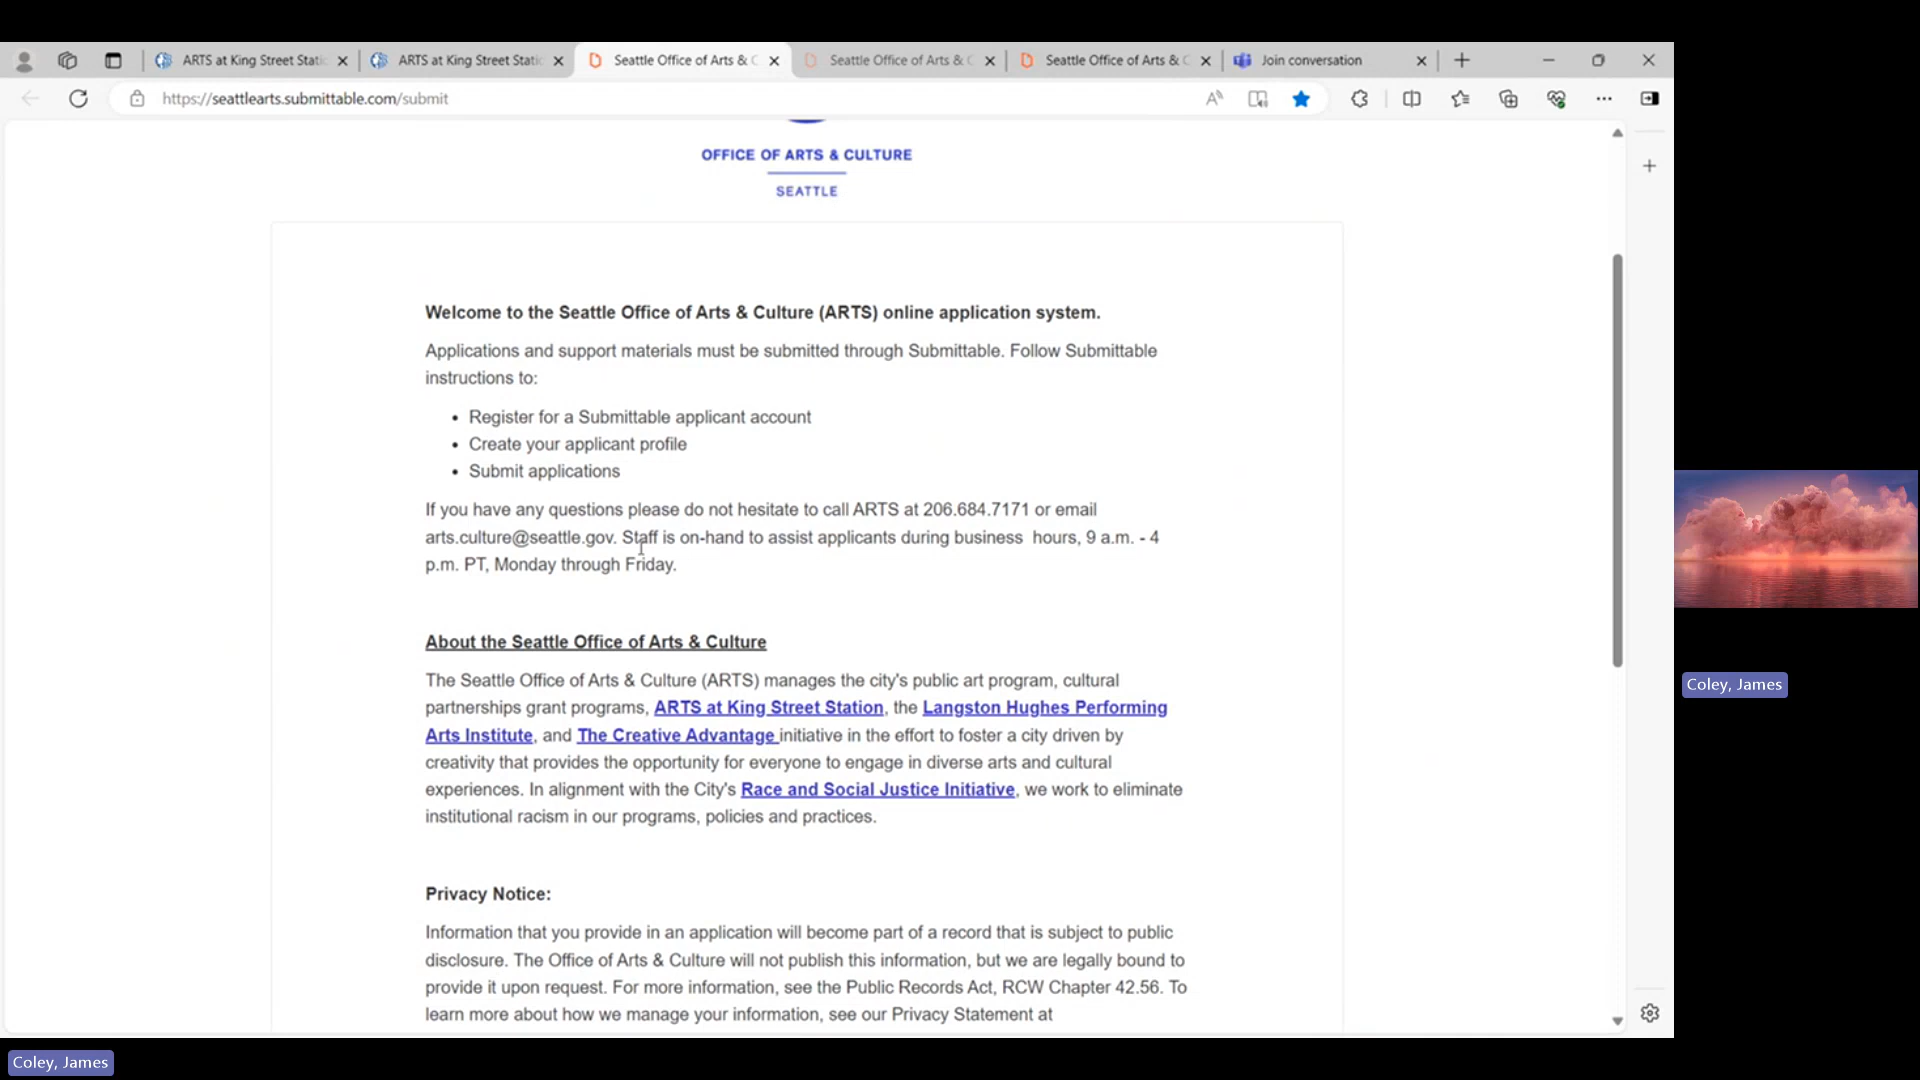 ARTS at King Street Stati
ARTS at King Street Stati
Seattle Office of Arts & C
Seattle Office of Arts & C
Seattle Office of Arts & C
Join conversation
https://seattlearts.submittable.com/submit
OFFICE OF ARTS & CULTURE
SEATTLE
Welcome to the Seattle Office of Arts & Culture (ARTS) online application system.
Applications and support materials must be submitted through Submittable. Follow Submittable
instructions to:
• Register for a Submittable applicant account
• Create your applicant profile
• Submit applications
If you have any questions please do not hesitate to call ARTS at 206.684.7171 or email
arts.culture@seattle.gov. Staff is on-hand to assist applicants during business hours, 9 a.m. - 4
p.m. PT, Monday through Friday.
About the Seattle Office of Arts & Culture
The Seattle Office of Arts & Culture (ARTS) manages the city's public art program, cultural
partnerships grant programs, ARTS at King Street Station, the Langston Hughes Performing
Arts Institute, and The Creative Advantage initiative in the effort to foster a city driven by
creativity that provides the opportunity for everyone to engage in diverse arts and cultural
experiences. In alignment with the City's Race and Social Justice Initiative, we work to eliminate
institutional racism in our programs, policies and practices.
Privacy Notice:
Information that you provide in an application will become part of a record that is subject to public
disclosure. The Office of Arts & Culture will not publish this information, but we are legally bound to
provide it upon request. For more information, see the Public Records Act, RCW Chapter 42.56. To
learn more about how we manage your information, see our Privacy Statement at
Coley, James
Coley, James